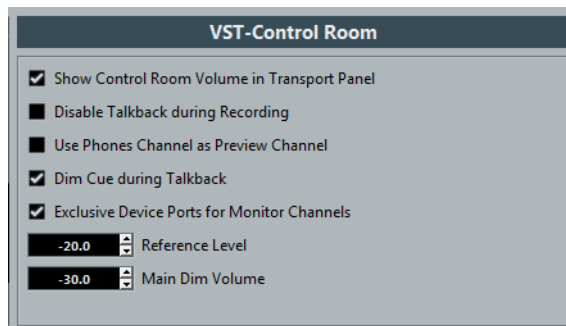 VST-Control Room
Show Control Room Volume in Transport Panel
Disable Talkback during Recording
Use Phones Channel as Preview Channel
Dim Cue during Talkback
Exclusive Device Ports for Monitor Channels
-20.0 Reference Level
-30.0 Main Dim Volume